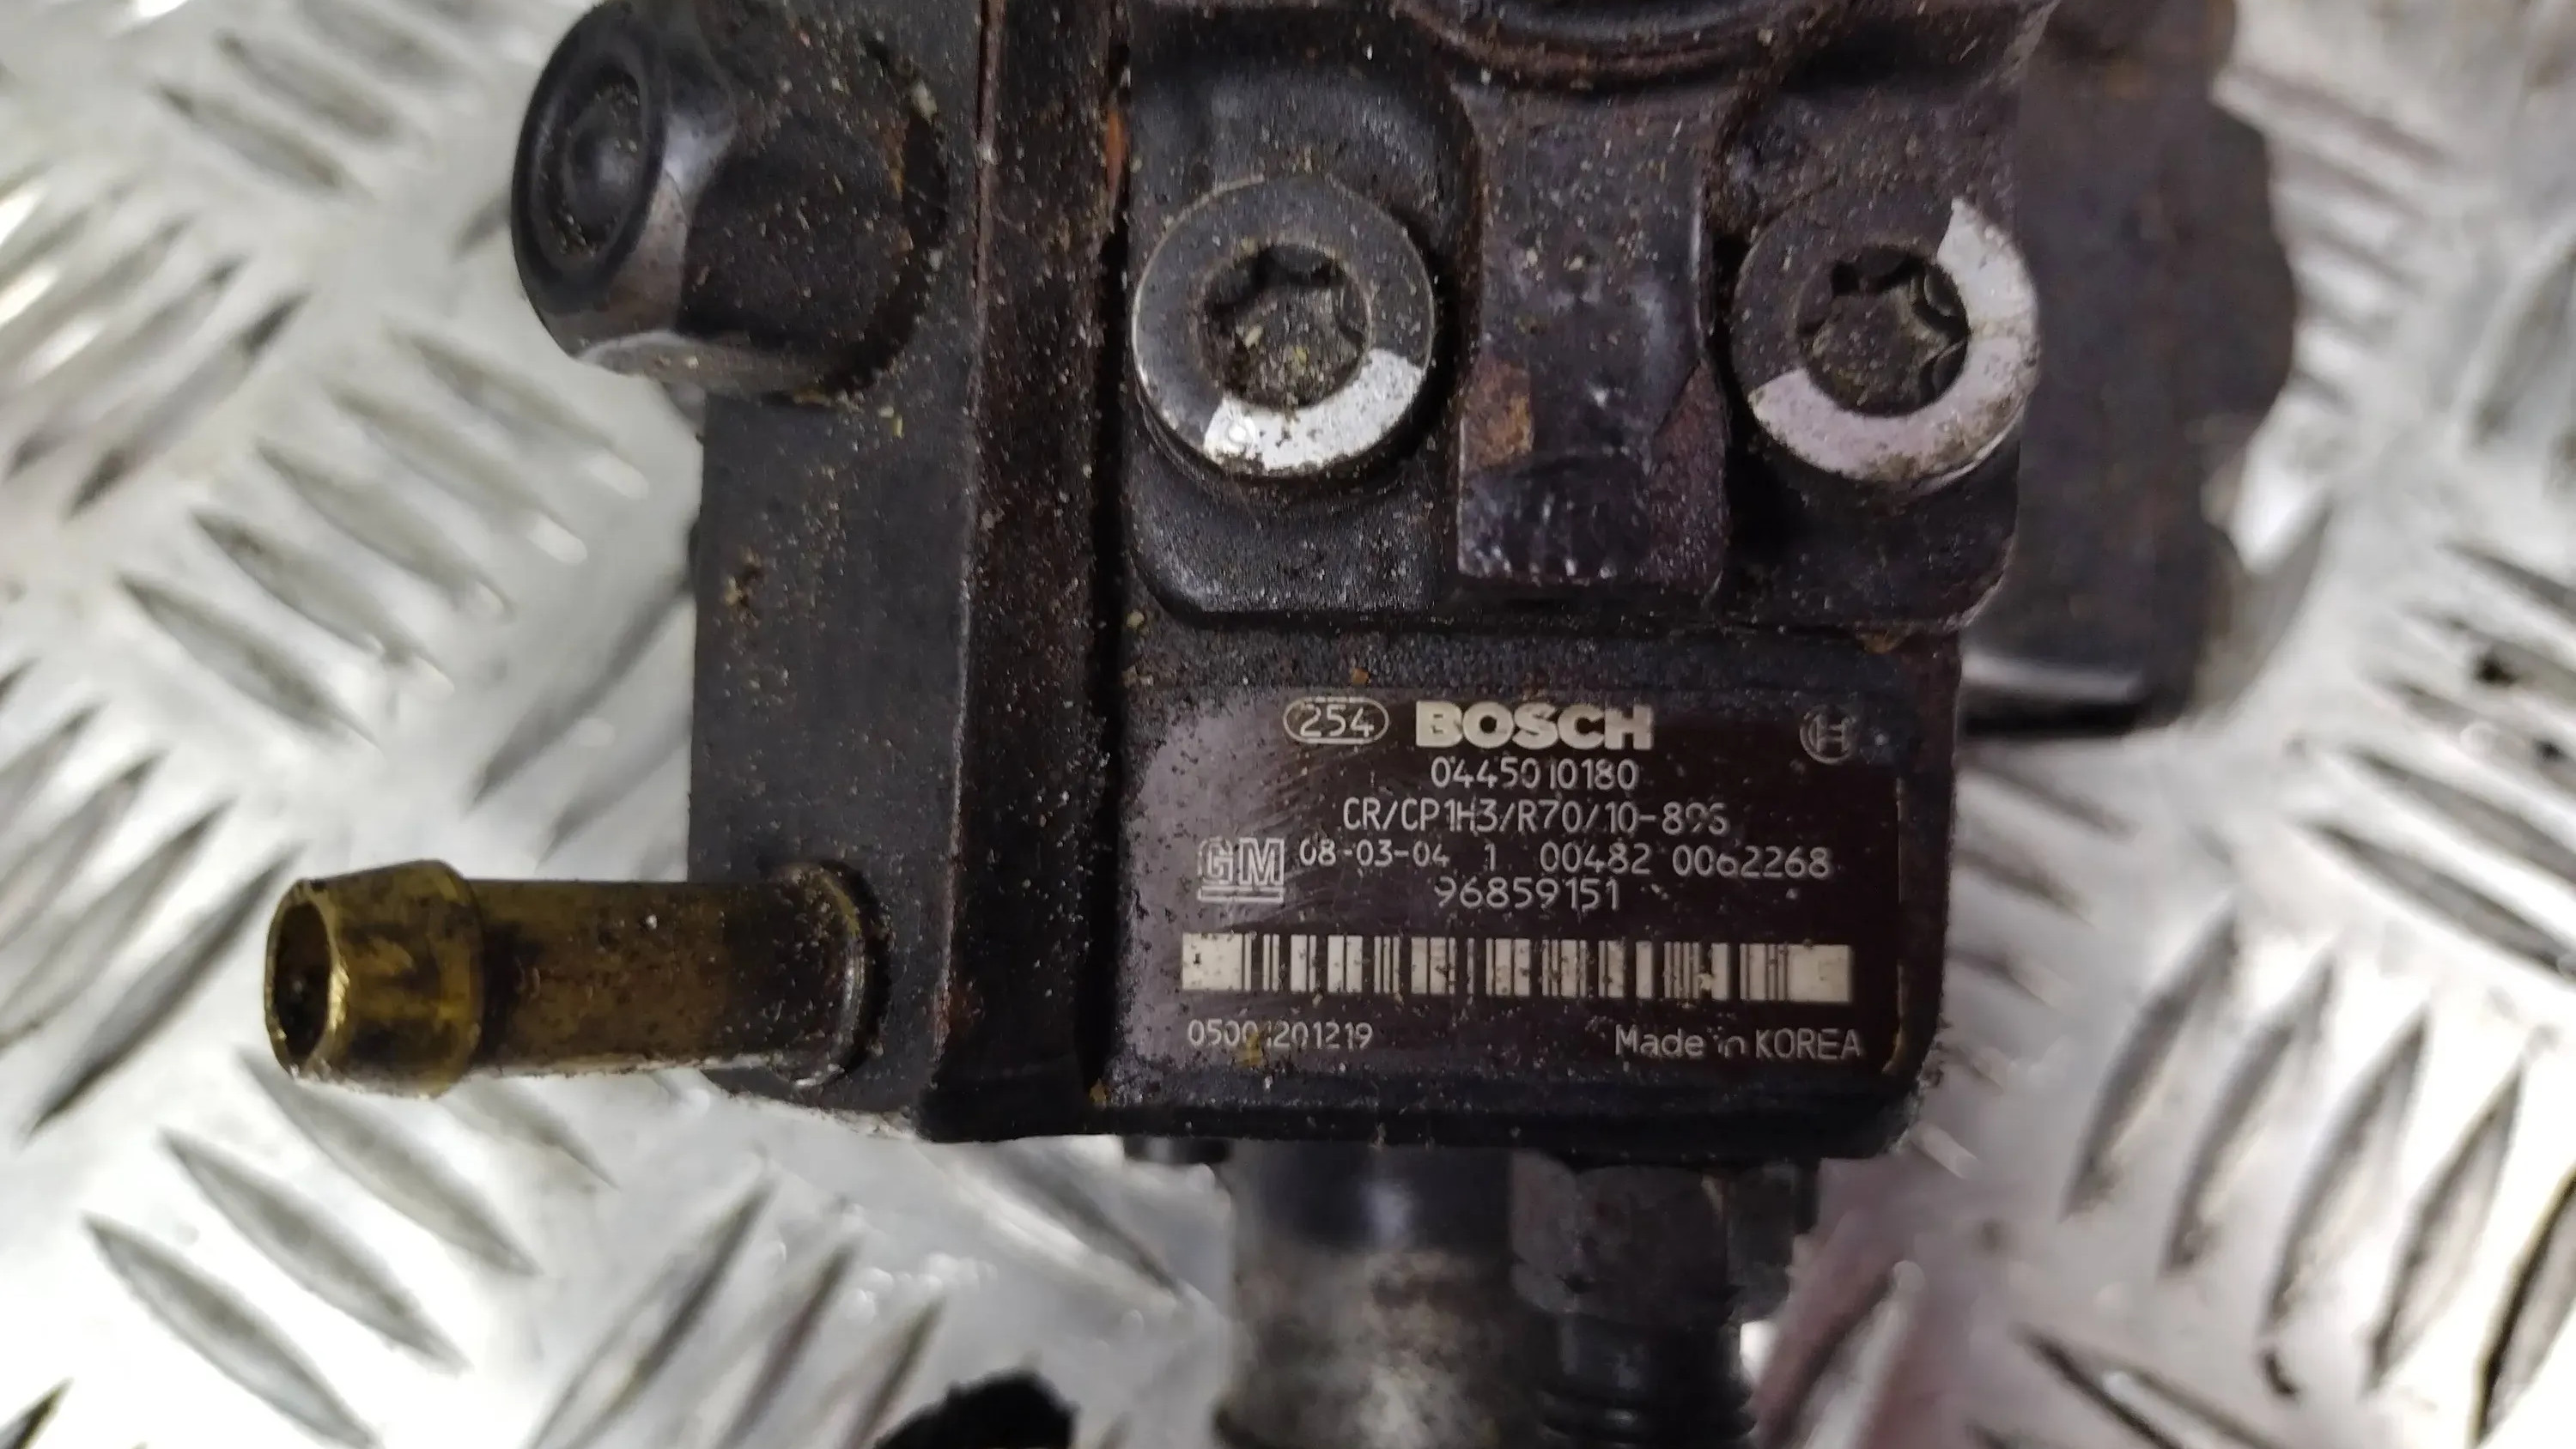 254 BOSCH
0445010180
CR/CP1H3/R70/10-89S
GM 08-03-04 1 00482 0062268
96859151
Made in KOREA